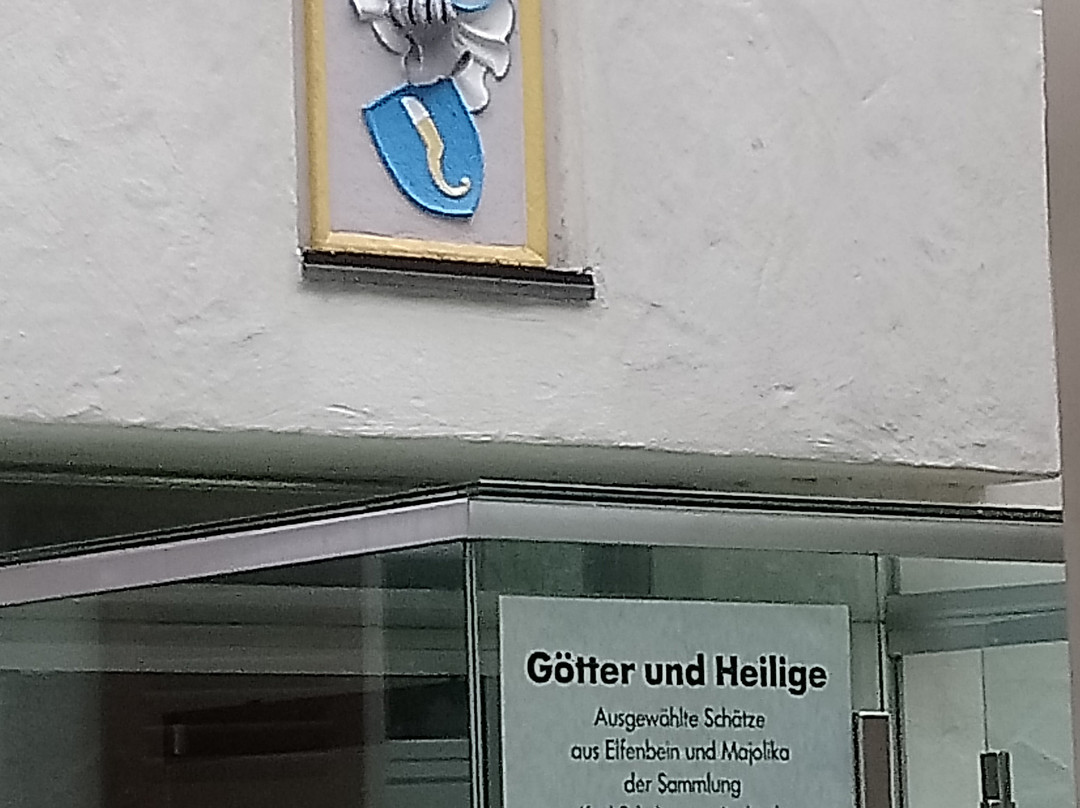 Götter und Heilige
Ausgewählte Schätze
aus Elfenbein und Majolika
der Sammlung